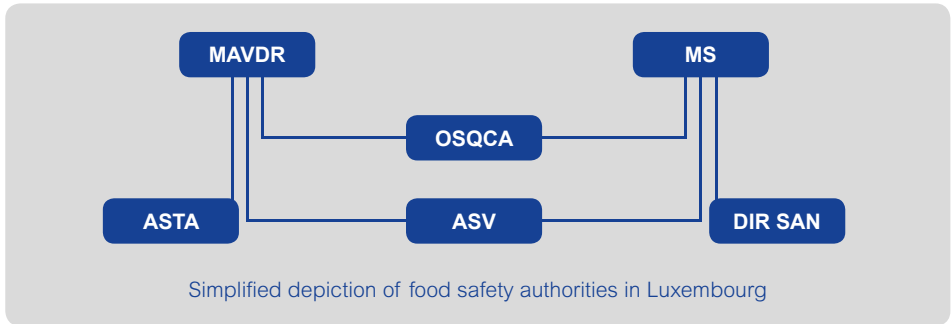 MAVDR
MS
OSQCA
ASTA
ASV
DIR SAN
Simplified depiction of food safety authorities in Luxembourg